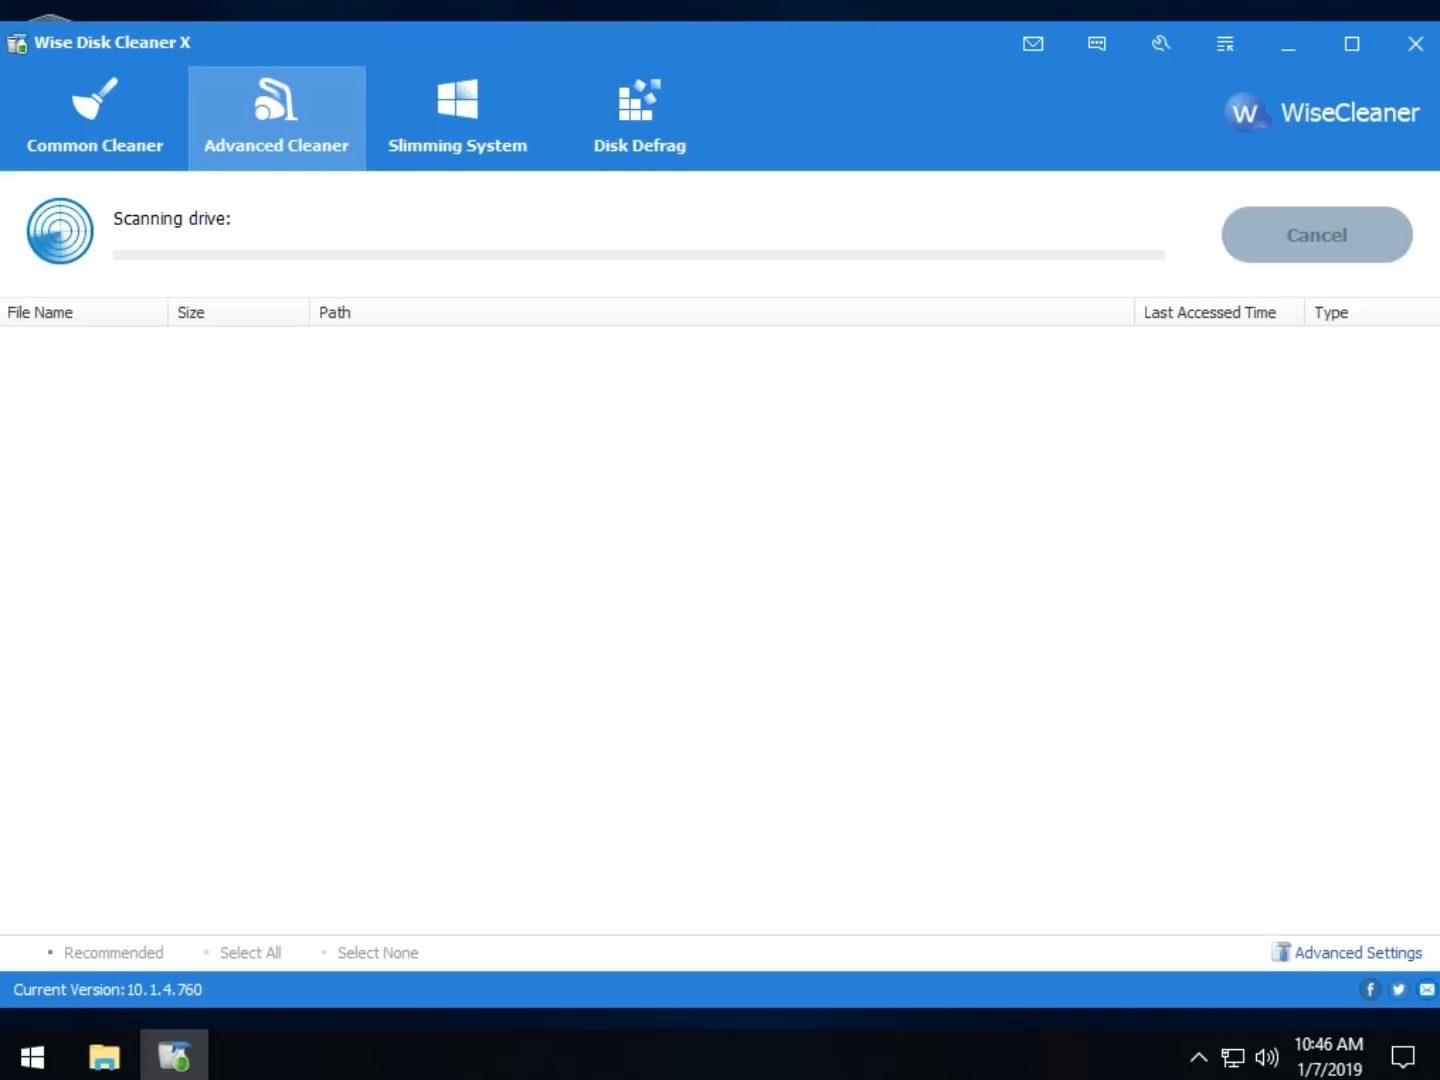 Wise Disk Cleaner X
Common Cleaner
Advanced Cleaner
Slimming System
Disk Defrag
W WiseCleaner
Scanning drive:
Cancel
File Name Size Path Last Accessed Time Type
Recommended Select All Select None Advanced Settings
Current Version:10.1.4.760
10:46 AM
1/7/2019